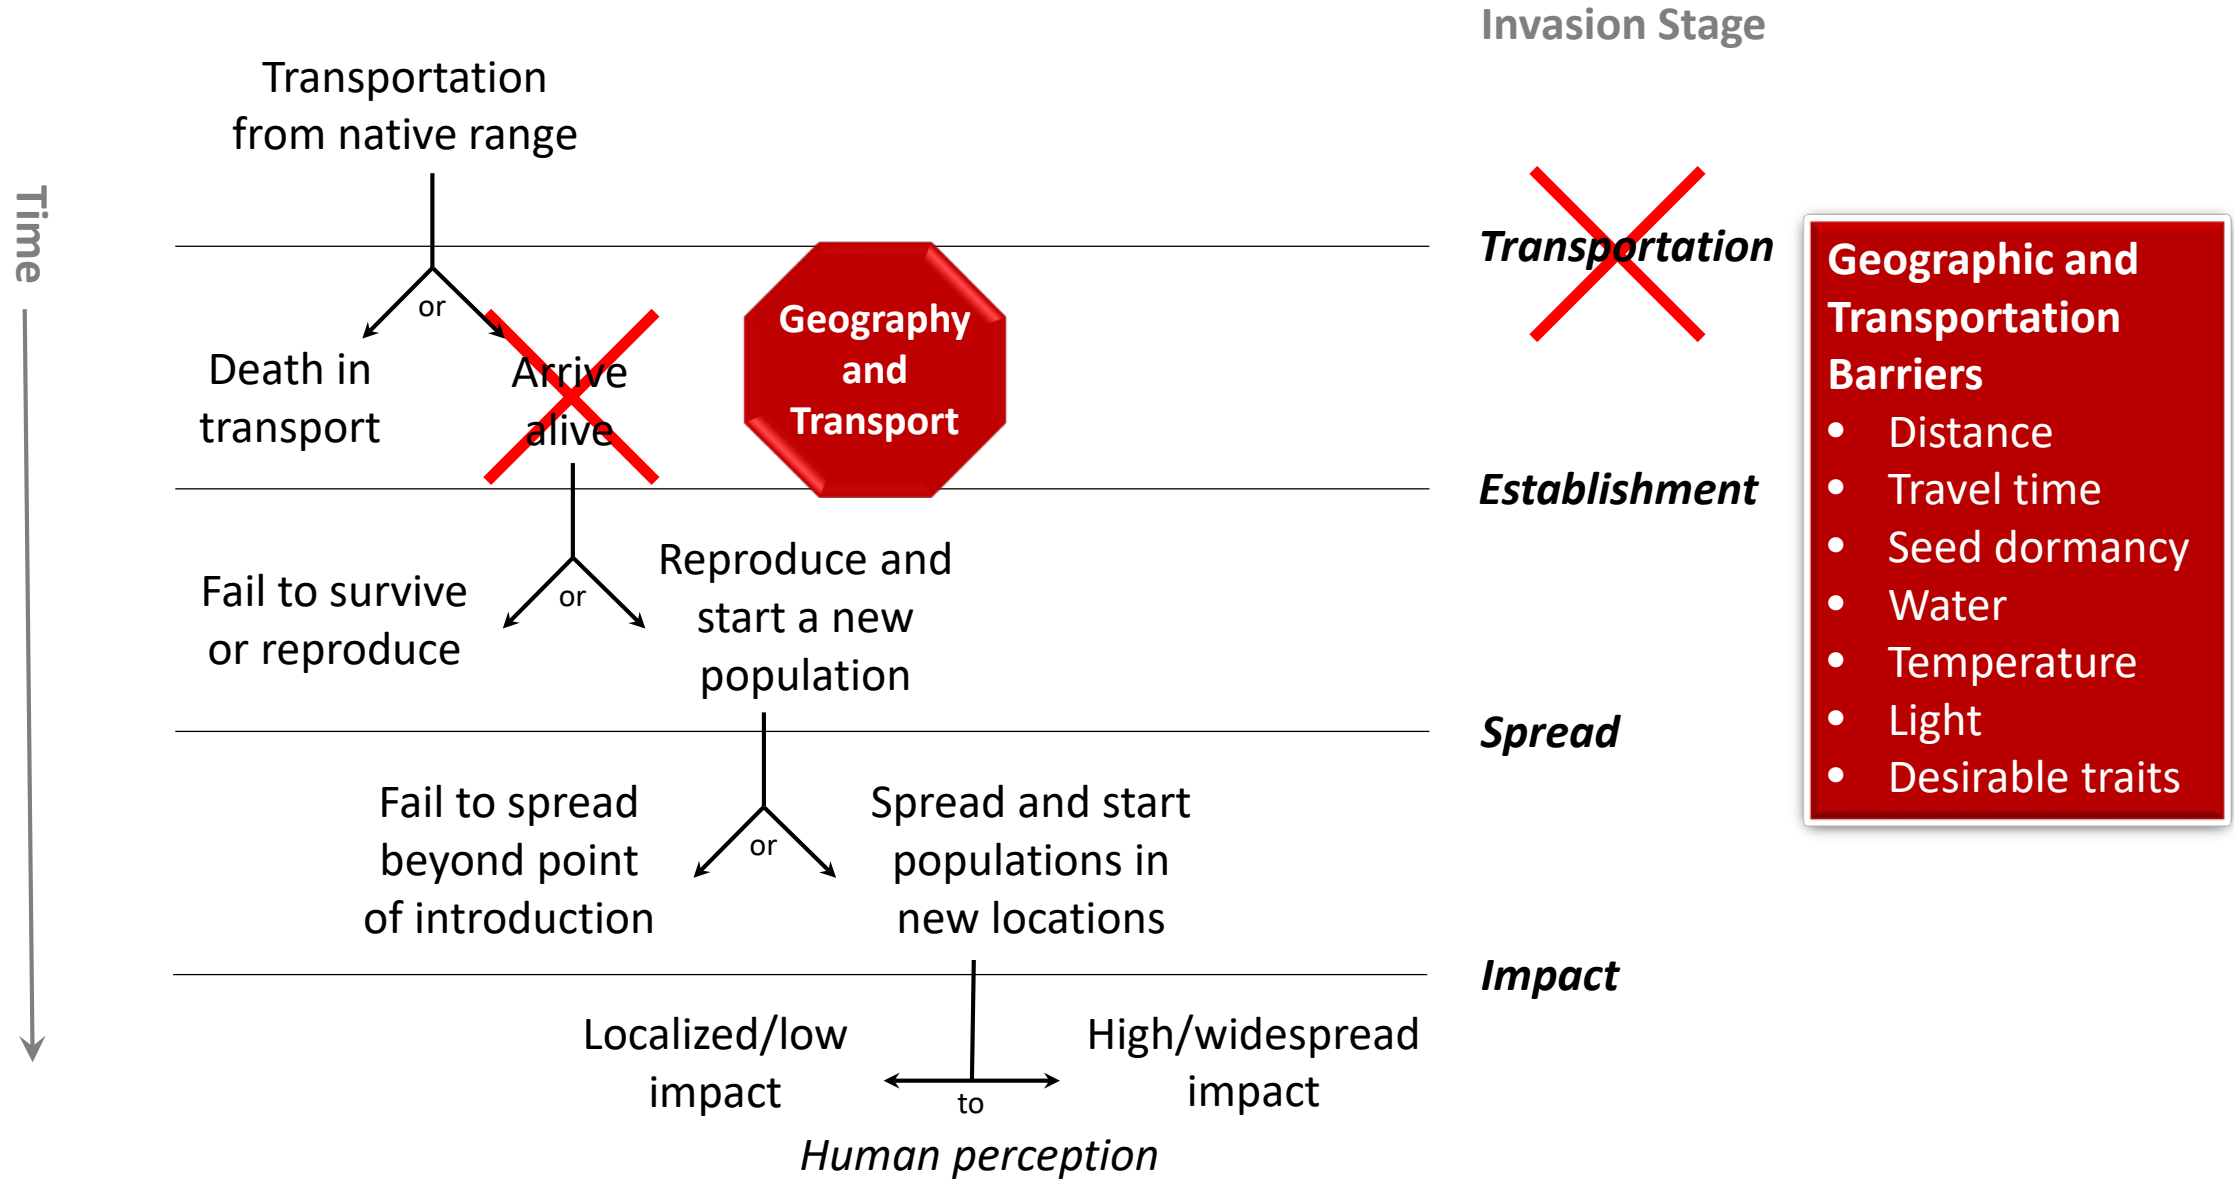 Invasion Stage
Time
Transportation
from native range
Transportation
or
Death in
transport
Arrive
alive
Geography
and
Transport
Establishment
Fail to survive
or reproduce
or
Reproduce and
start a new
population
Spread
Fail to spread
beyond point
of introduction
or
Spread and start
populations in
new locations
Impact
Localized/low
impact
to
High/widespread
impact
Human perception
Geographic and
Transportation
Barriers
• Distance
• Travel time
• Seed dormancy
• Water
• Temperature
• Light
• Desirable traits